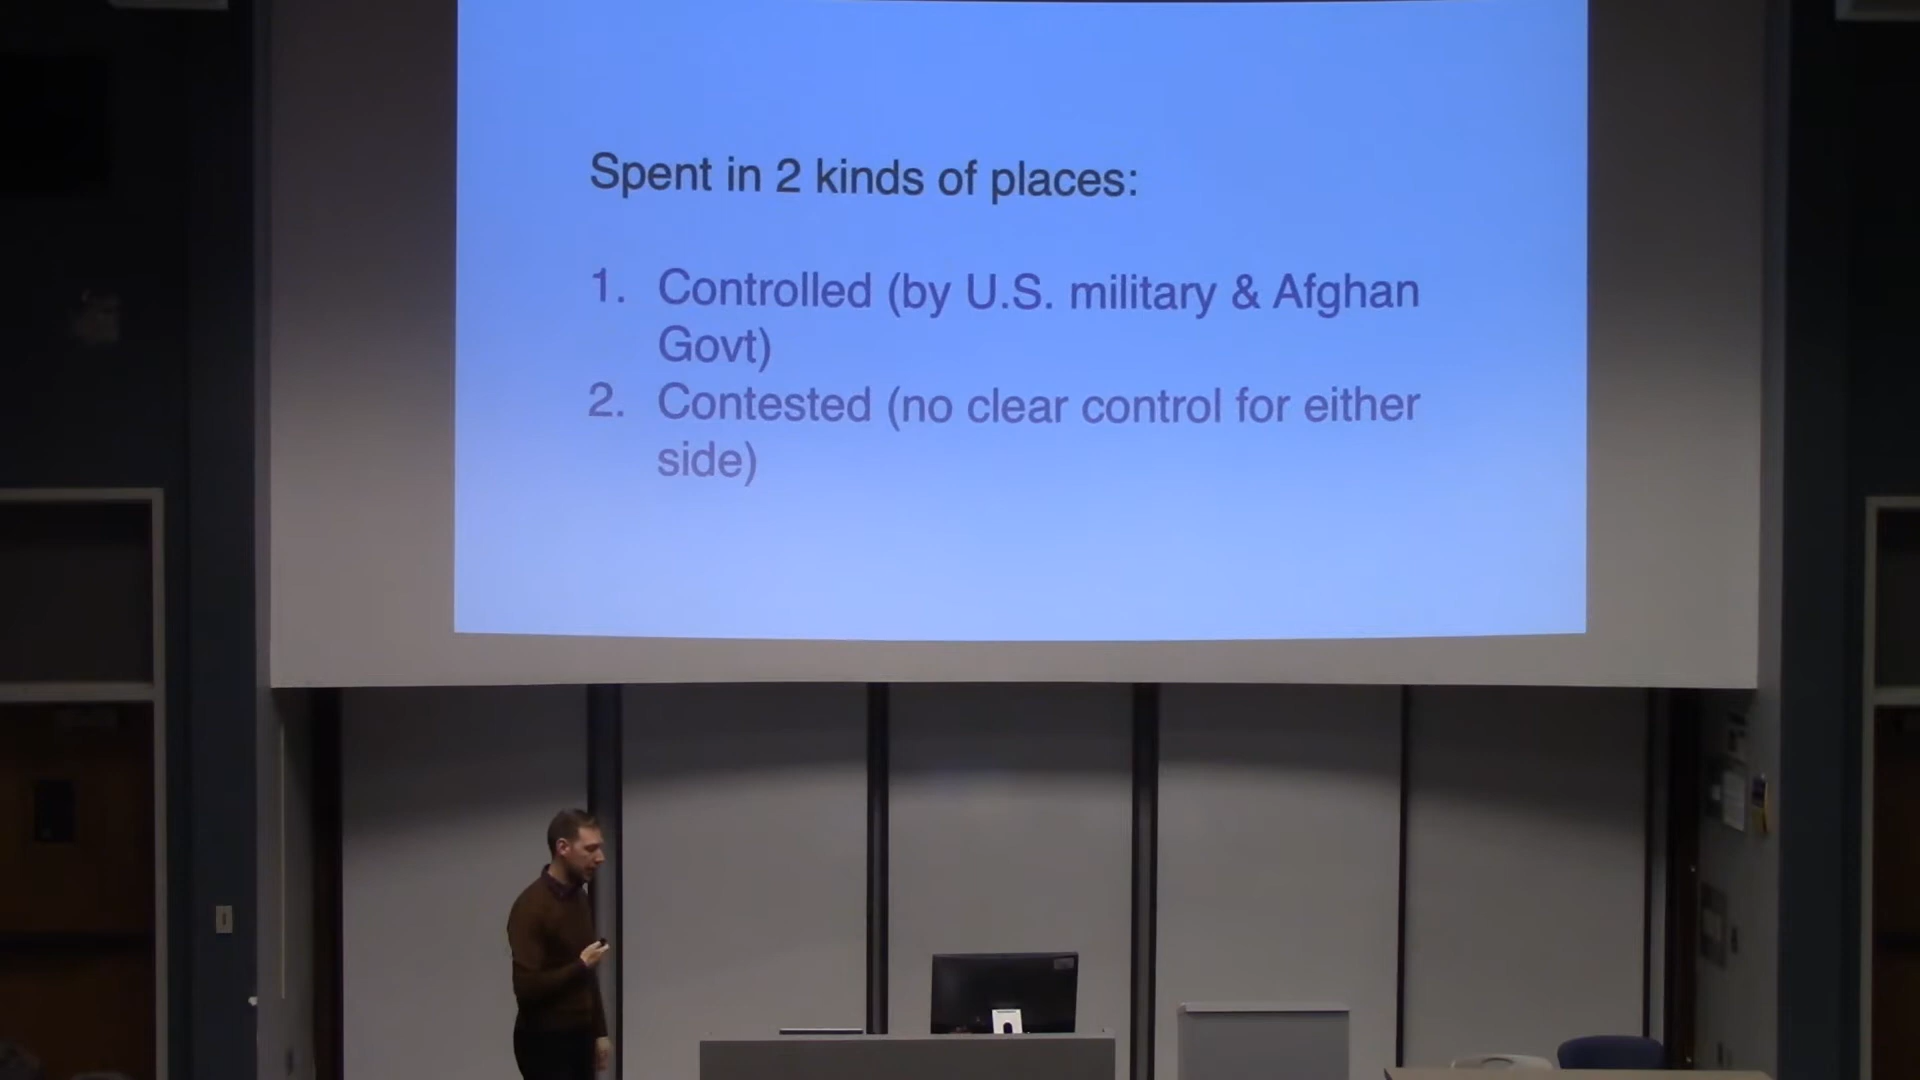 Spent in 2 kinds of places:
1. Controlled (by U.S. military & Afghan
Govt)
2. Contested (no clear control for either
side)